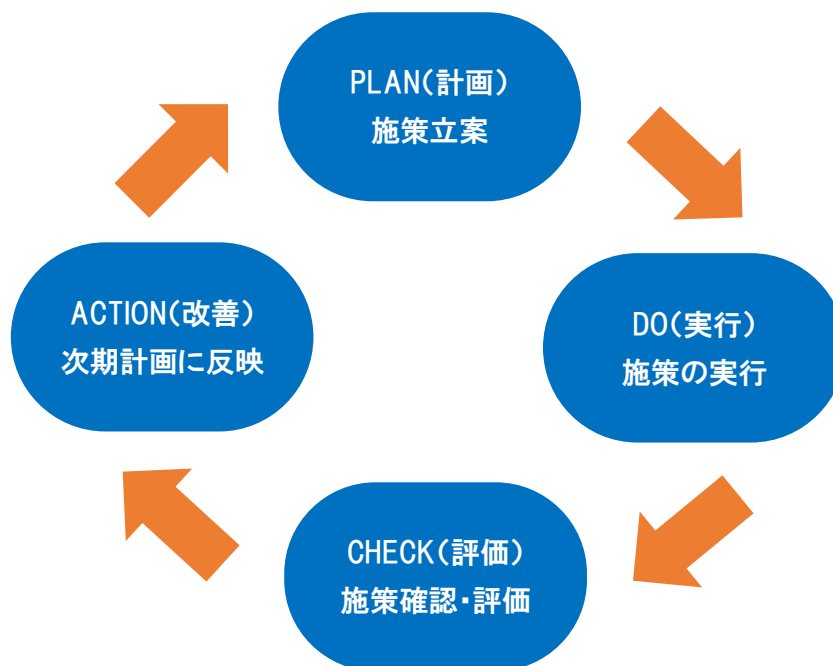 PLAN(計画)
施策立案
DO(実行)
施策の実行
CHECK(評価)
施策確認・評価
ACTION(改善)
次期計画に反映